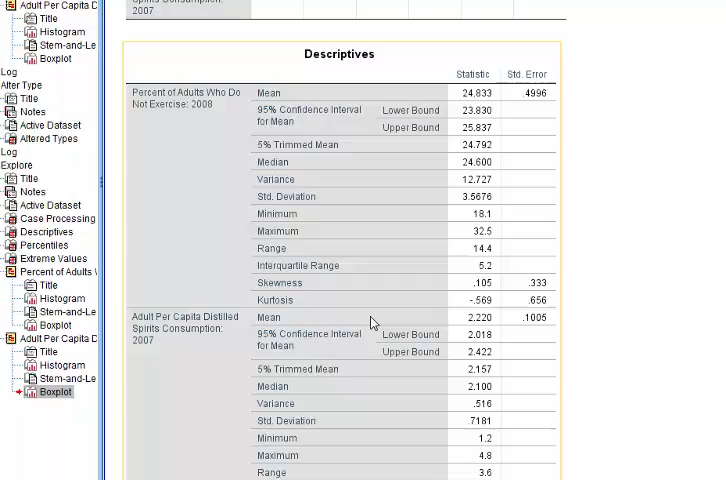 Adult Per Capita D
Title
Histogram
Stem-and-Le
Boxplot
Log
Alter Type
Title
Notes
Active Dataset
Altered Types
Log
Explore
Title
Notes
Active Dataset
Case Processing
Descriptives
Percentiles
Extreme Values
Percent of Adults W
Title
Histogram
Stem-and-Le
Boxplot
Adult Per Capita D
Title
Histogram
Stem-and-Le
Boxplot
2007
Descriptives
Statistic Std. Error
Percent of Adults Who Do
Not Exercise: 2008
Mean 24.833 .4996
95% Confidence Interval
for Mean
Lower Bound 23.830
Upper Bound 25.837
5% Trimmed Mean 24.792
Median 24.600
Variance 12.727
Std. Deviation 3.5676
Minimum 18.1
Maximum 32.5
Range 14.4
Interquartile Range 5.2
Skewness .105 .333
Kurtosis -.569 .656
Adult Per Capita Distilled
Spirits Consumption:
2007
Mean 2.220 .1005
95% Confidence Interval
for Mean
Lower Bound 2.018
Upper Bound 2.422
5% Trimmed Mean 2.157
Median 2.100
Variance .516
Std. Deviation .7181
Minimum 1.2
Maximum 4.8
Range 3.6